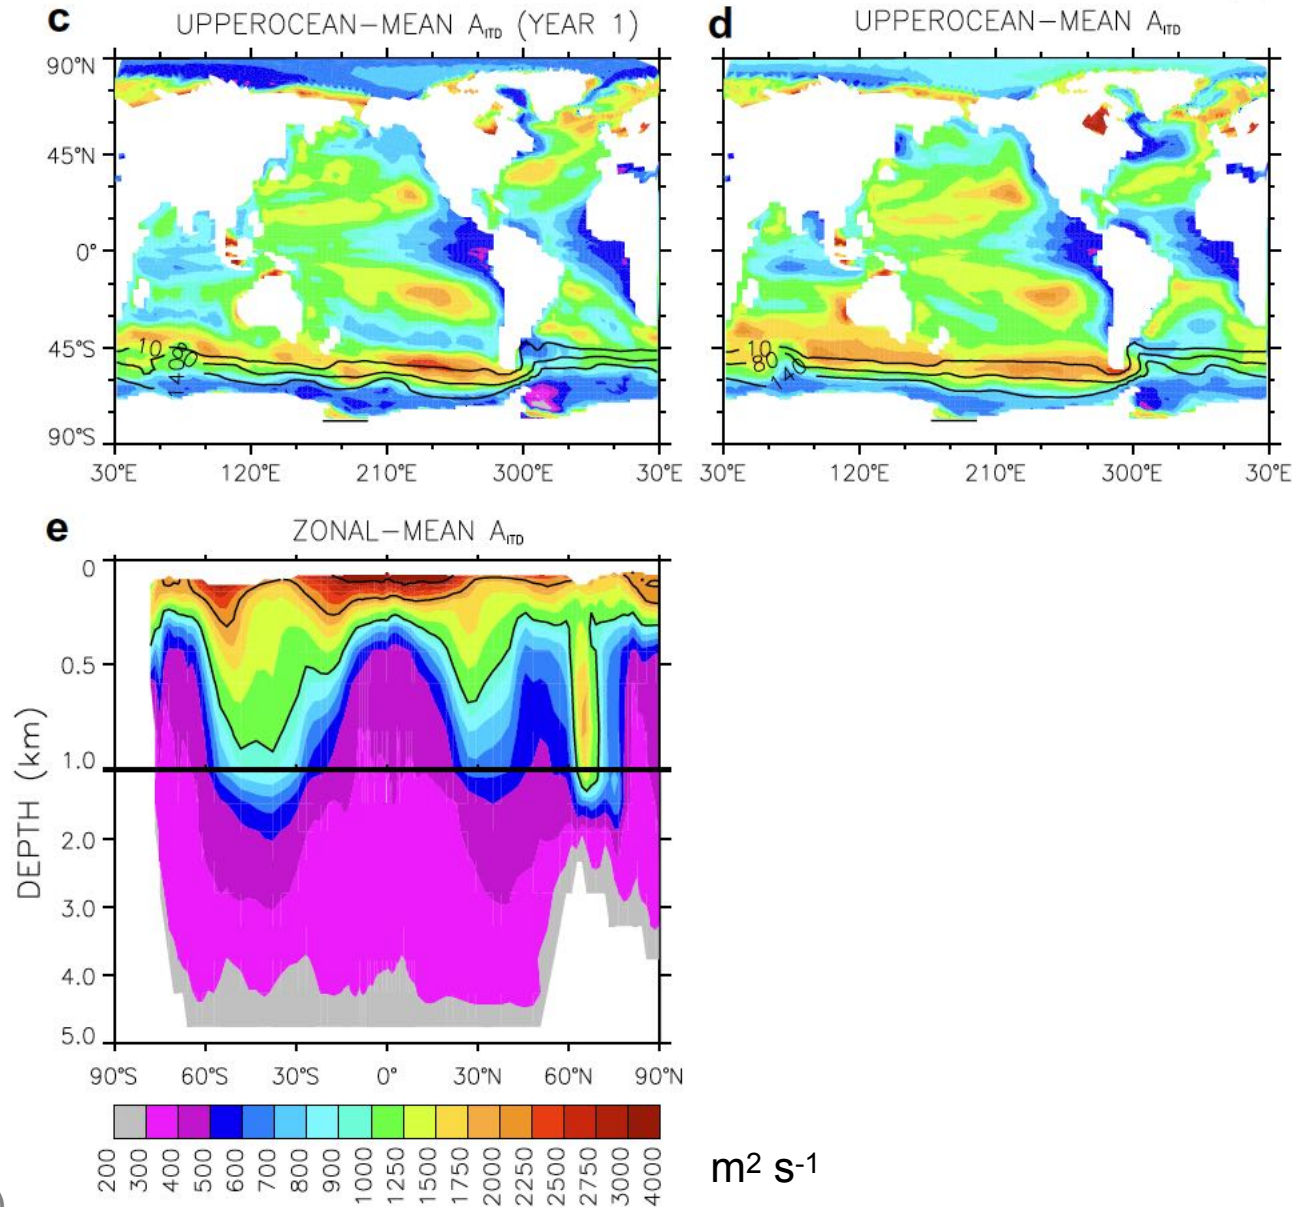 c UPPEROCEAN–MEAN A_ITD (YEAR 1)
d UPPEROCEAN–MEAN A_ITD
90°N
45°N
0°
45°S
90°S
10
80
140
10
80
140
30°E 120°E 210°E 300°E 30°E
30°E 120°E 210°E 300°E 30°E
e ZONAL–MEAN A_ITD
DEPTH (km)
0
0.5
1.0
2.0
3.0
4.0
5.0
90°S 60°S 30°S 0° 30°N 60°N 90°N
200 300 400 500 600 700 800 900 1000 1250 1500 1750 2000 2250 2500 2750 3000 4000
m² s⁻¹